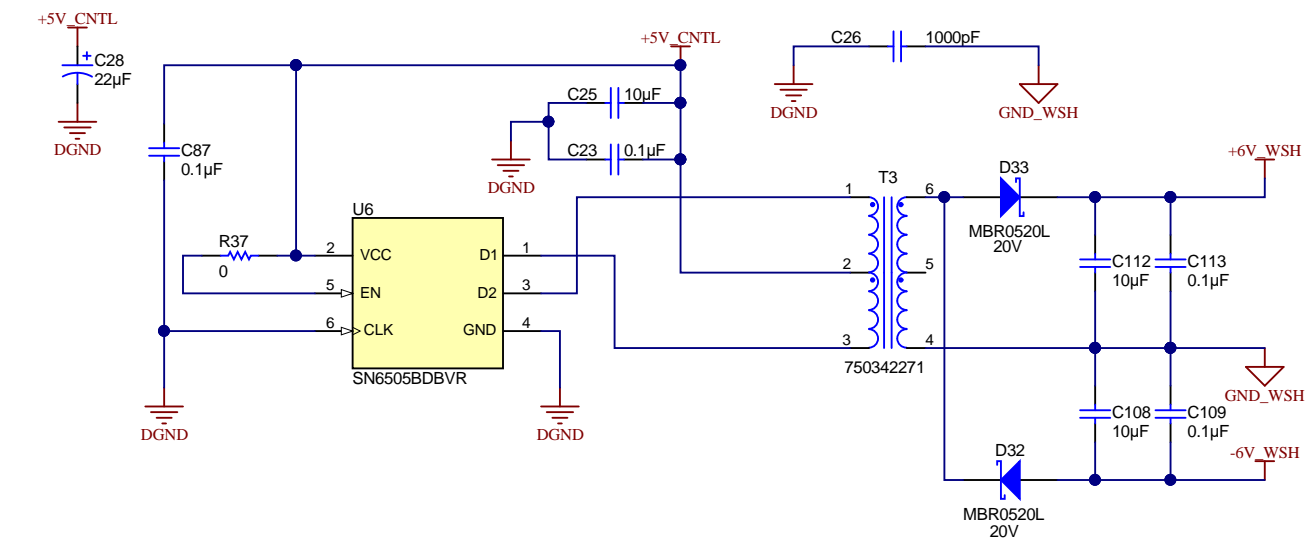 +5V_CNTL
C28
22µF
DGND
+5V_CNTL
C26
1000pF
DGND
GND_WSH
C25
10µF
C23
0.1µF
DGND
C87
0.1µF
U6
R37
0
2
VCC
5
EN
6
CLK
D1
1
D2
3
GND
4
SN6505BDBVR
DGND
DGND
T3
1
2
3
6
5
4
750342271
D33
MBR0520L
20V
+6V_WSH
C112
10µF
C113
0.1µF
GND_WSH
C108
10µF
C109
0.1µF
-6V_WSH
D32
MBR0520L
20V